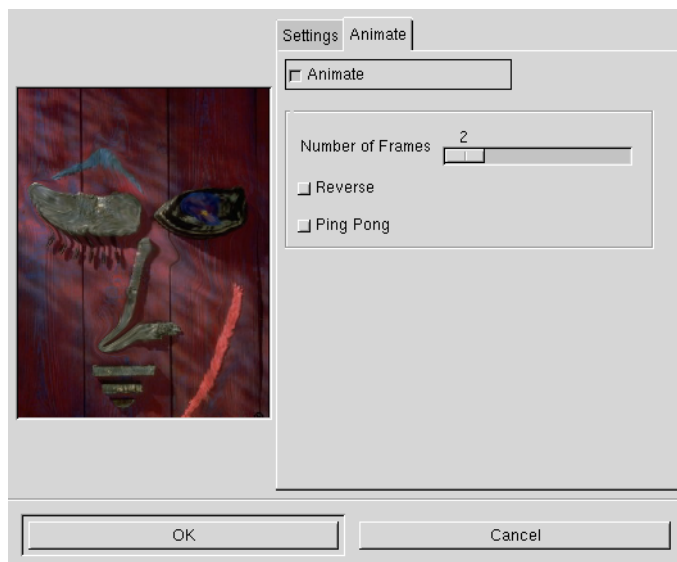 Settings Animate
Animate
Number of Frames 2
Reverse
Ping Pong
OK Cancel